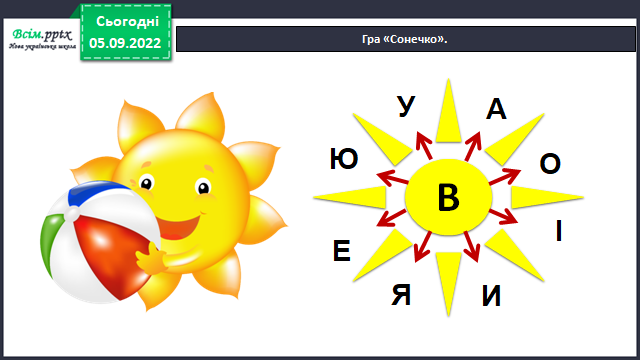 Всім.pptx
Нова українська школа
Сьогодні
05.09.2022
Гра «Сонечко».
У
А
Ю
О
В
Е
І
Я
И